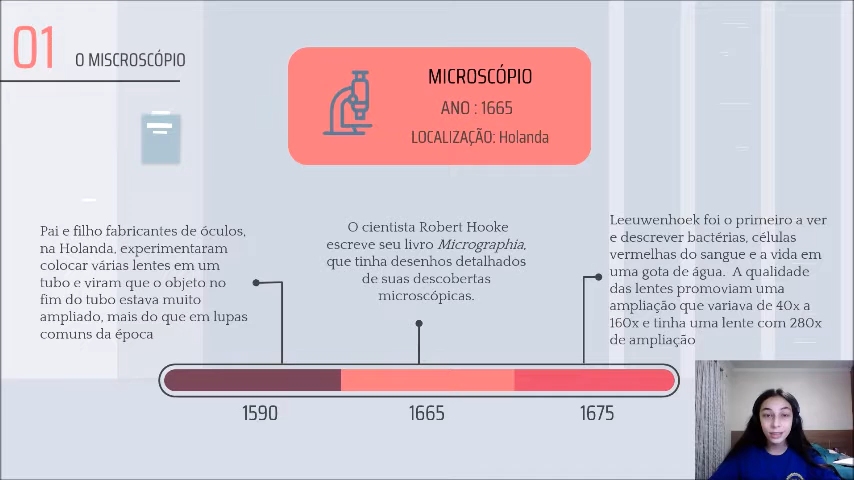 01
O MISCROSCÓPIO
MICROSCÓPIO
ANO : 1665
LOCALIZAÇÃO: Holanda
Pai e filho fabricantes de óculos,
na Holanda, experimentaram
colocar várias lentes em um
tubo e viram que o objeto no
fim do tubo estava muito
ampliado, mais do que em lupas
comuns da época
O cientista Robert Hooke
escreve seu livro Micrographia,
que tinha desenhos detalhados
de suas descobertas
microscópicas.
Leeuwenhoek foi o primeiro a ver
e descrever bactérias, células
vermelhas do sangue e a vida em
uma gota de água. A qualidade
das lentes promoviam uma
ampliação que variava de 40x a
160x e tinha uma lente com 280x
de ampliação
1590
1665
1675